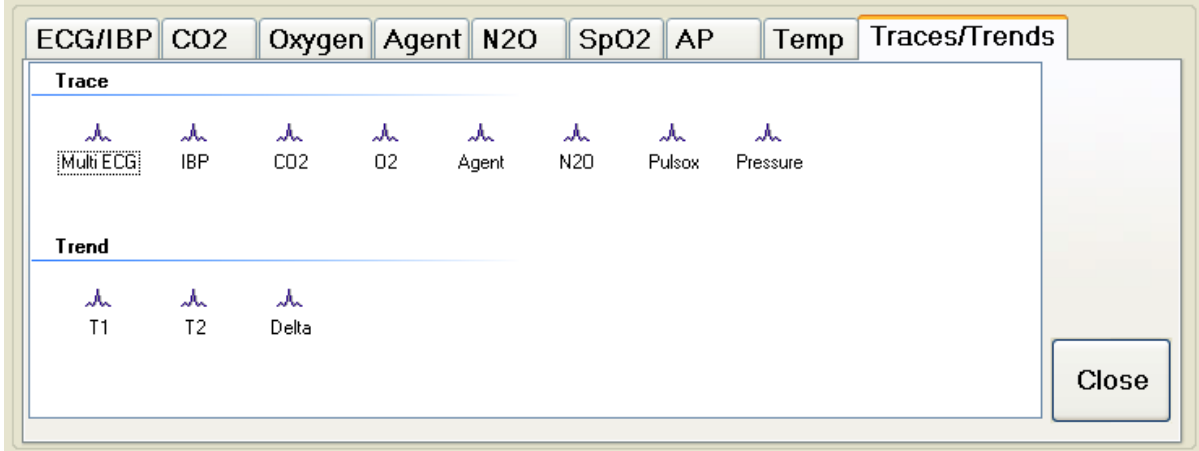 ECG/IBP CO2 Oxygen Agent N2O SpO2 AP Temp Traces/Trends
Trace
Multi ECG IBP CO2 O2 Agent N2O Pulsox Pressure
Trend
T1 T2 Delta
Close